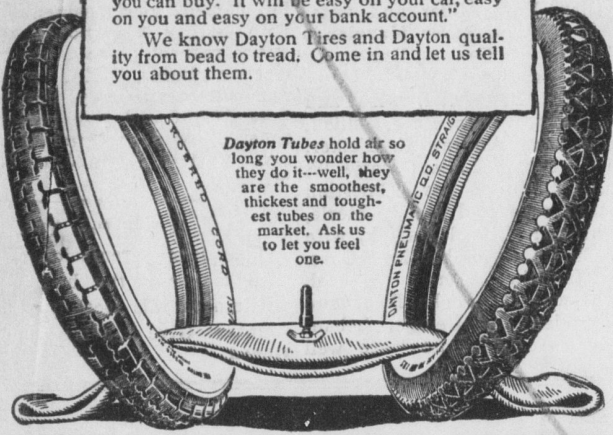 you can buy. It will be easy on your car, easy
on you and easy on your bank account."
We know Dayton Tires and Dayton qual-
ity from bead to tread. Come in and let us tell
you about them.
Dayton Tubes hold air so
long you wonder how
they do it---well, they
are the smoothest,
thickest and tough-
est tubes on the
market. Ask us
to let you feel
one.
CORD
DAYTON PNEUMATIC Q.D. STRAIG